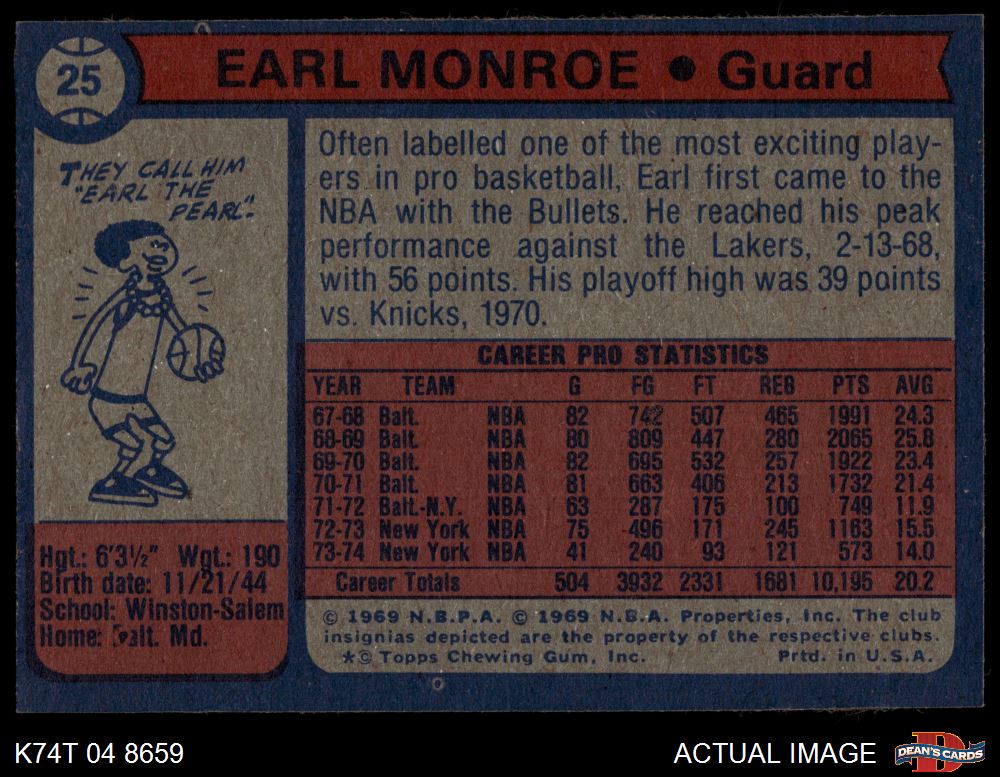 25
EARL MONROE • Guard
THEY CALL HIM
"EARL THE
PEARL".
Often labelled one of the most exciting play-
ers in pro basketball, Earl first came to the
NBA with the Bullets. He reached his peak
performance against the Lakers, 2-13-68,
with 56 points. His playoff high was 39 points
vs. Knicks, 1970.
CAREER PRO STATISTICS
YEAR TEAM G FG FT REB PTS AVG
67-68 Balt. NBA 82 742 507 465 1991 24.3
68-69 Balt. NBA 80 809 447 280 2065 25.8
69-70 Balt. NBA 82 695 532 257 1922 23.4
70-71 Balt. NBA 81 663 406 213 1732 21.4
71-72 Balt.-N.Y. NBA 63 287 175 100 749 11.9
72-73 New York NBA 75 496 171 245 1163 15.5
73-74 New York NBA 41 240 93 121 573 14.0
Career Totals 504 3932 2331 1681 10,195 20.2
Hgt.: 6'3½" Wgt.: 190
Birth date: 11/21/44
School: Winston-Salem
Home: Balt. Md.
© 1969 N.B.P.A. © 1969 N.B.A. Properties, Inc. The club
insignias depicted are the property of the respective clubs.
*© Topps Chewing Gum, Inc. Prtd. in U.S.A.
K74T 04 8659
ACTUAL IMAGE
D
DEAN'S CARDS